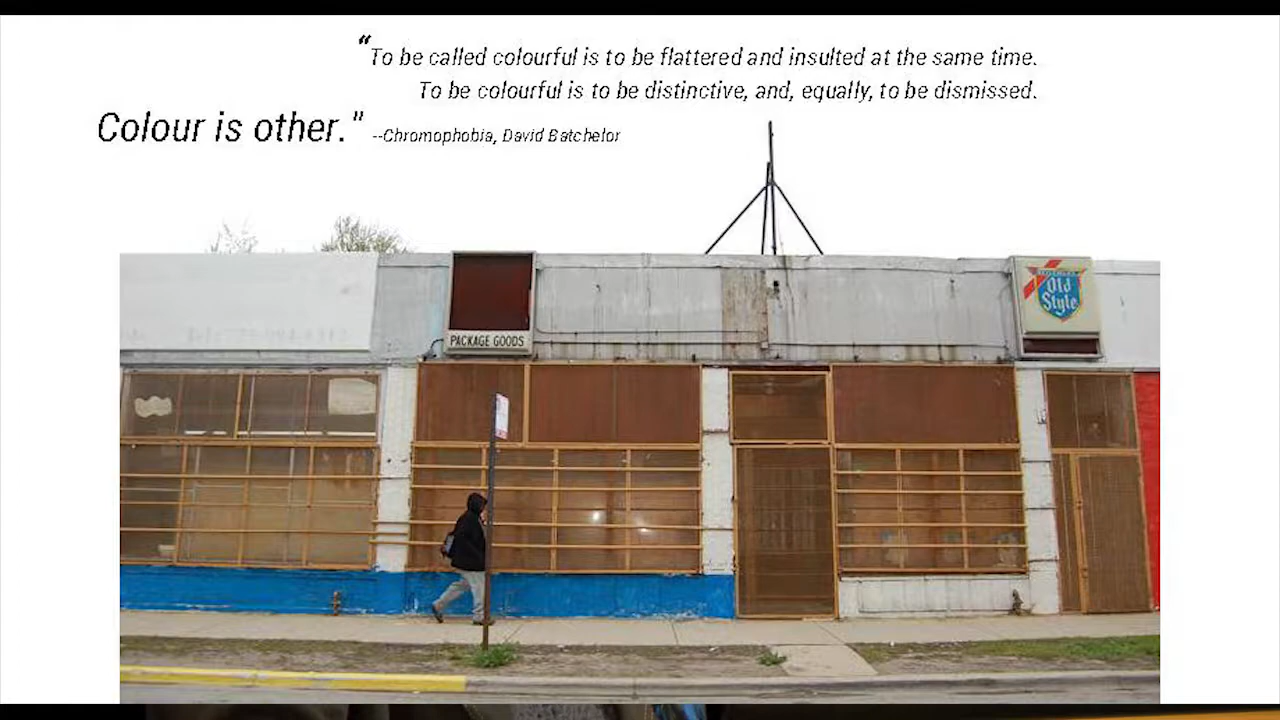 “To be called colourful is to be flattered and insulted at the same time.
To be colourful is to be distinctive, and, equally, to be dismissed.
Colour is other." --Chromophobia, David Batchelor
PACKAGE GOODS
Old
Style